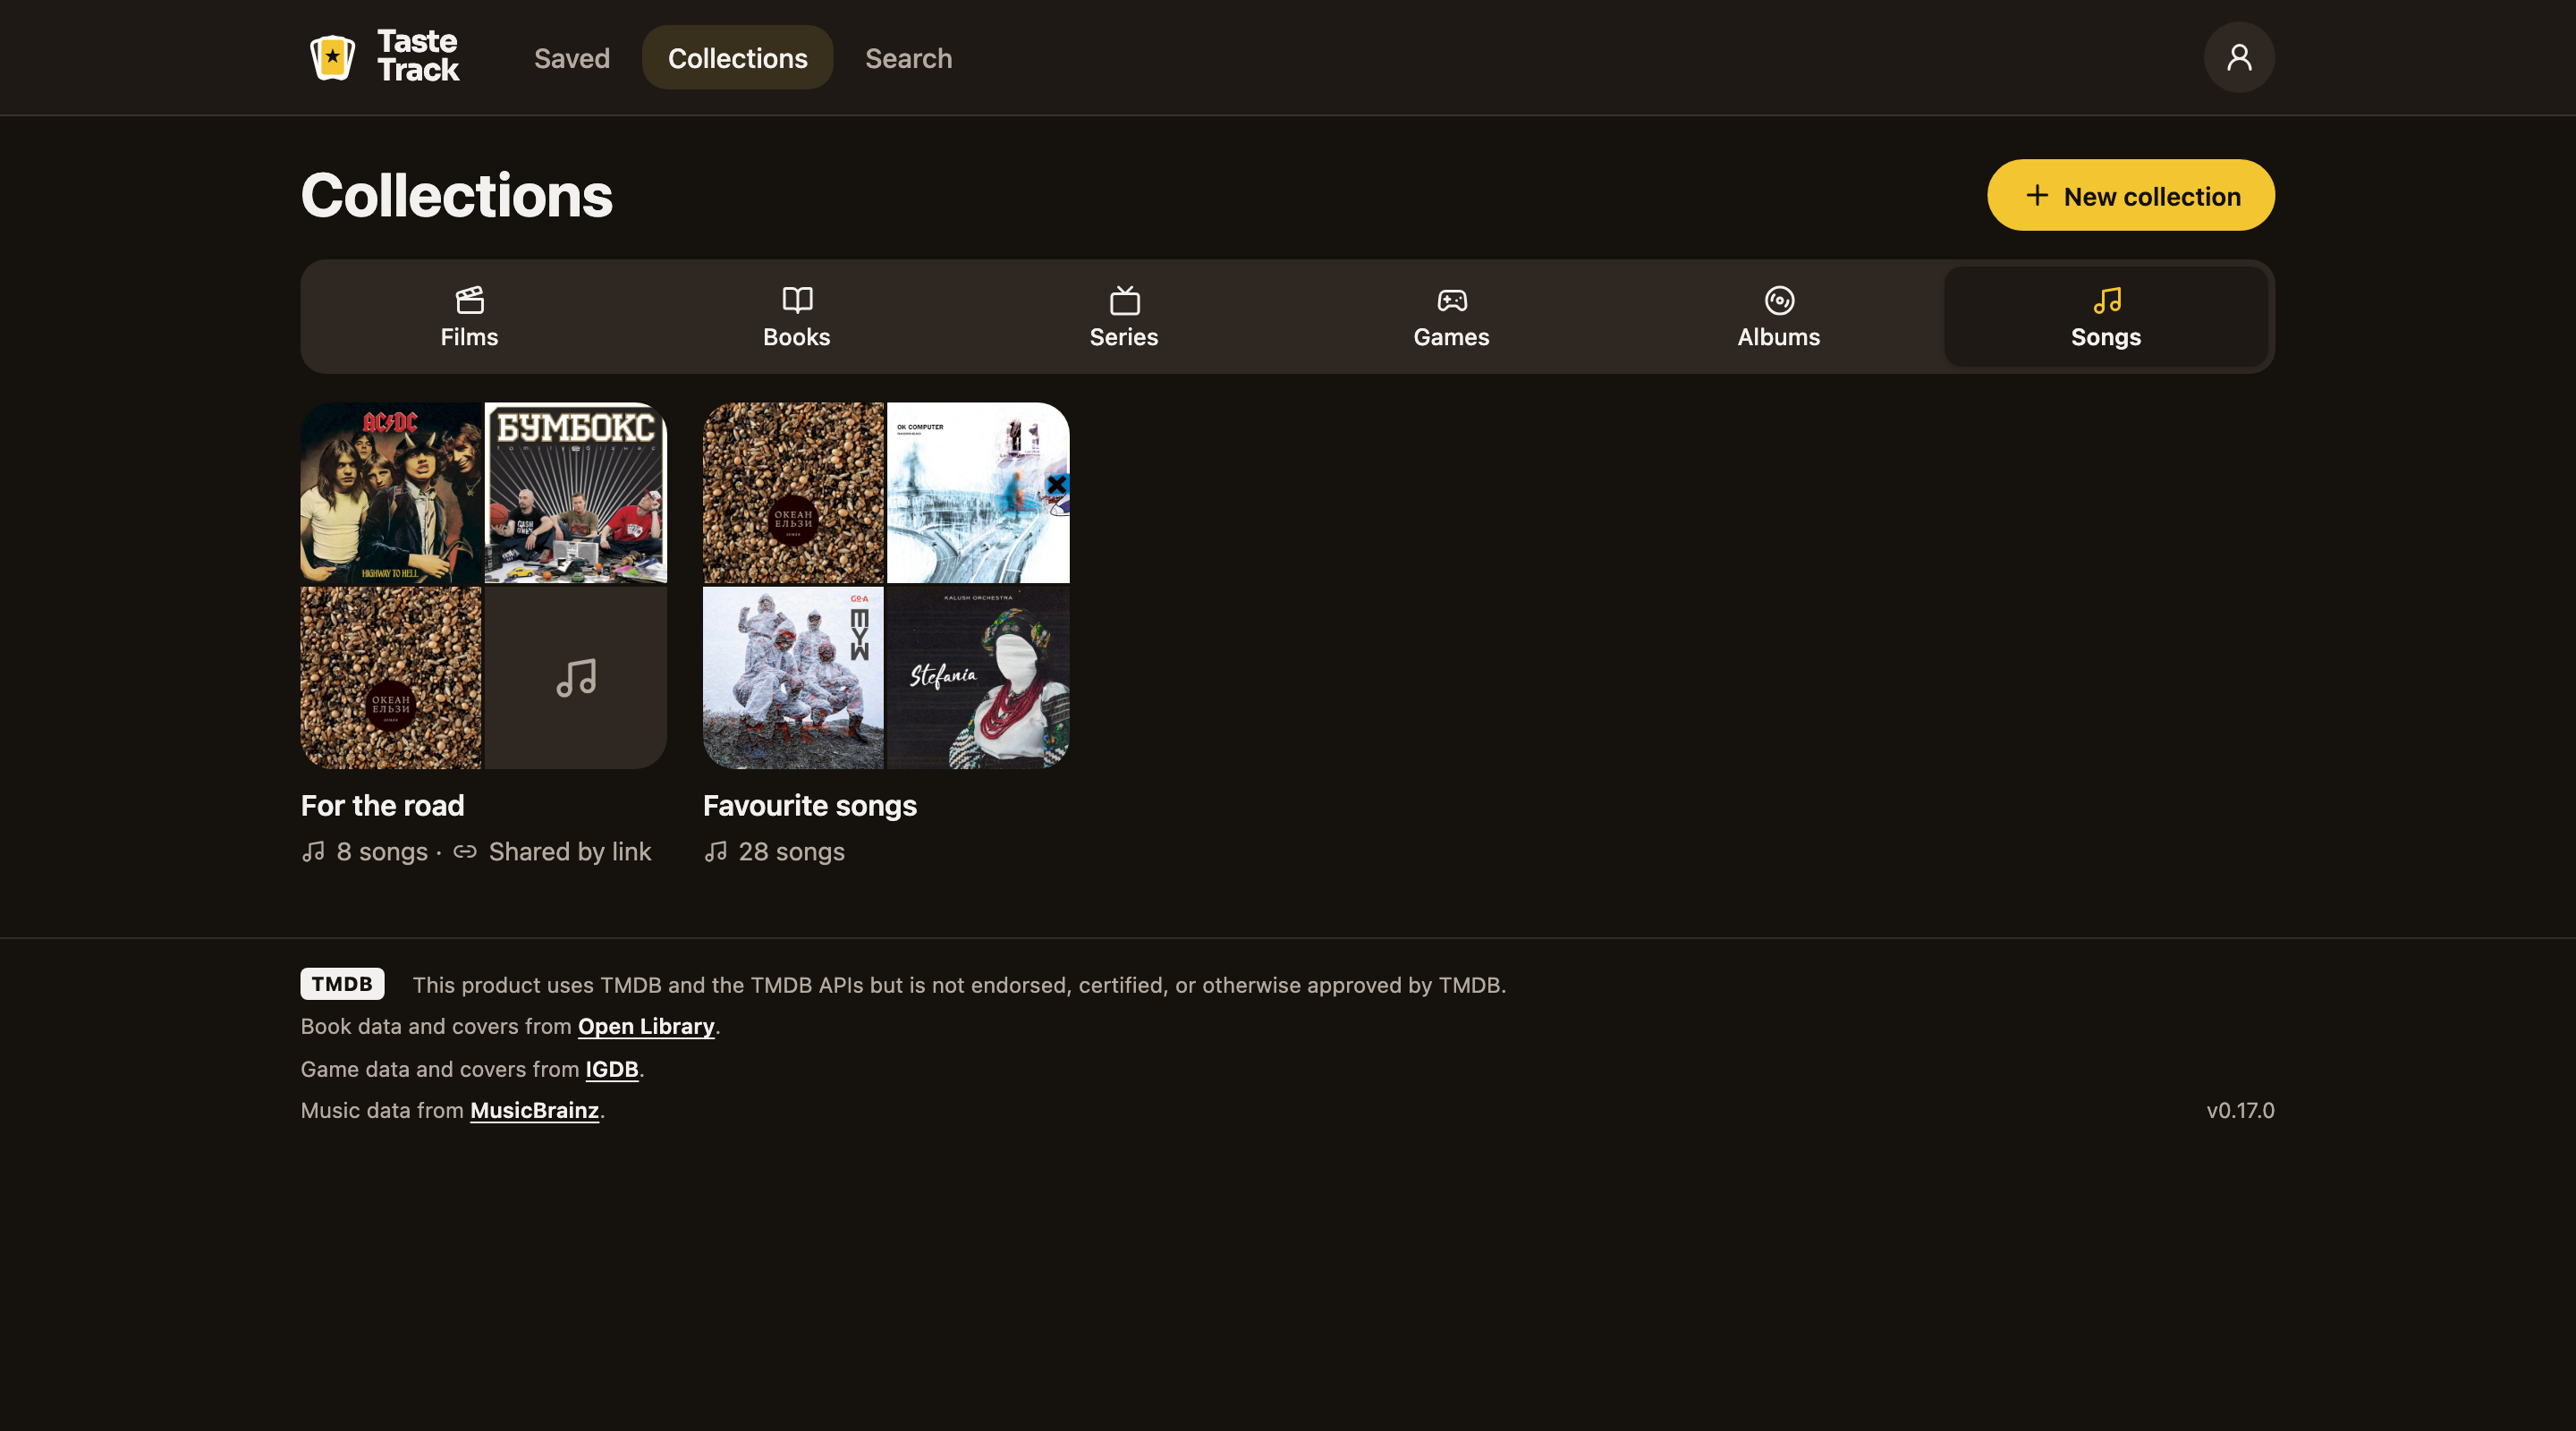 Taste
Track
Saved
Collections
Search
Collections
New collection
Films
Books
Series
Games
Albums
Songs
AC/DC
HIGHWAY TO HELL
БУМБОКС
ОКЕАН
ЕЛЬЗИ
OK COMPUTER
ОКЕАН
ЕЛЬЗИ
GO-A
KALUSH ORCHESTRA
Stefania
For the road
8 songs · Shared by link
Favourite songs
28 songs
TMDB
This product uses TMDB and the TMDB APIs but is not endorsed, certified, or otherwise approved by TMDB.
Book data and covers from Open Library.
Game data and covers from IGDB.
Music data from MusicBrainz.
v0.17.0